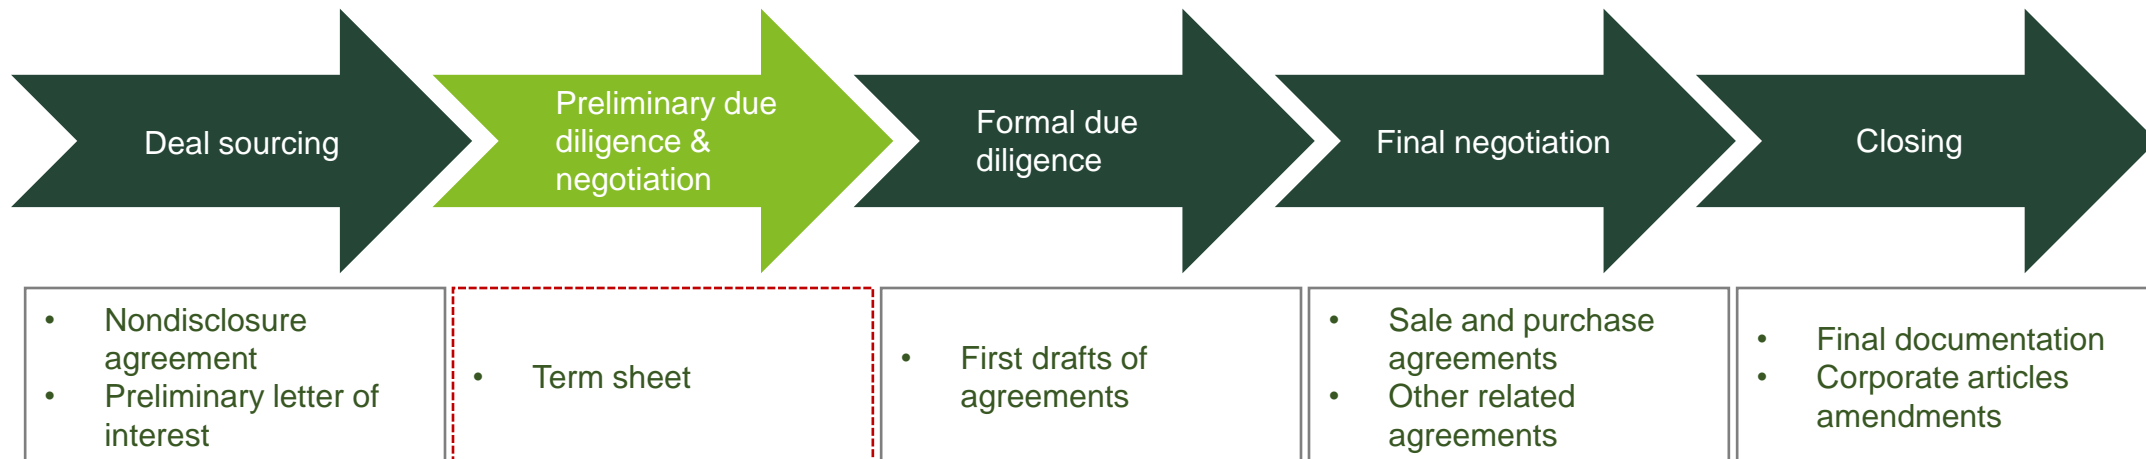 Deal sourcing
Preliminary due
diligence &
negotiation
Formal due
diligence
Final negotiation
Closing
• Nondisclosure
agreement
• Preliminary letter of
interest
• Term sheet
• First drafts of
agreements
• Sale and purchase
agreements
• Other related
agreements
• Final documentation
• Corporate articles
amendments